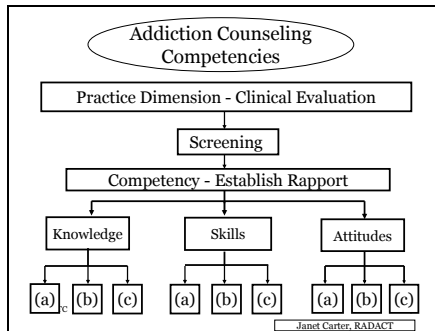 Addiction Counseling
Competencies
Practice Dimension - Clinical Evaluation
Screening
Competency - Establish Rapport
Knowledge Skills Attitudes
(a) (b) (c) (a) (b) (c) (a) (b) (c)
Janet Carter, RADACT